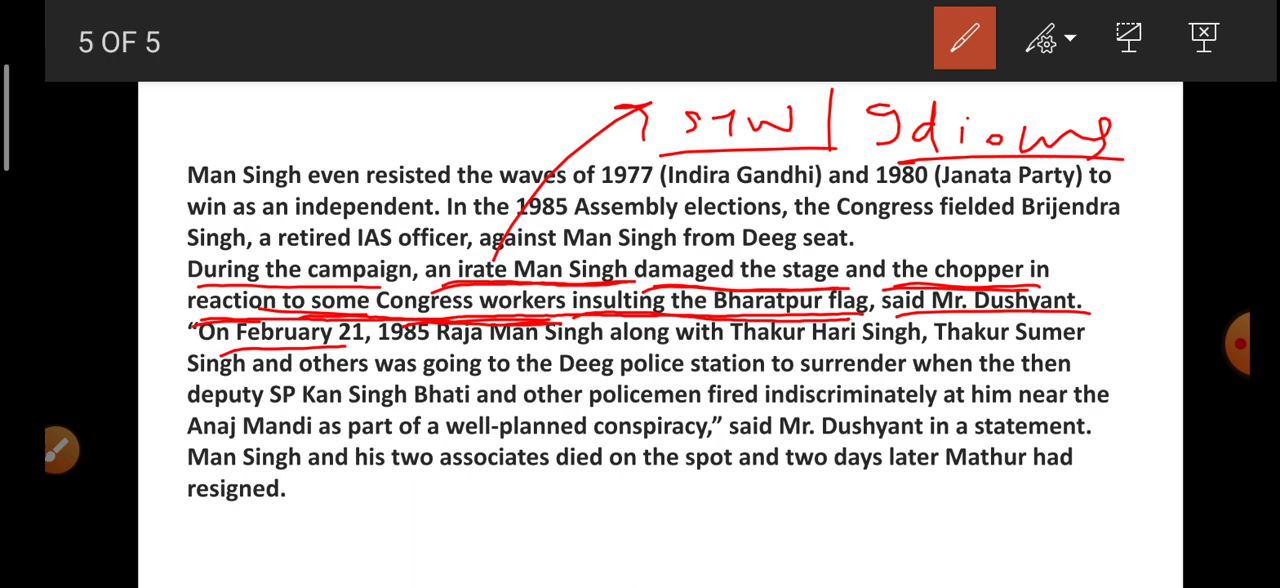 5 OF 5
Idioms
Man Singh even resisted the waves of 1977 (Indira Gandhi) and 1980 (Janata Party) to
win as an independent. In the 1985 Assembly elections, the Congress fielded Brijendra
Singh, a retired IAS officer, against Man Singh from Deeg seat.
During the campaign, an irate Man Singh damaged the stage and the chopper in
reaction to some Congress workers insulting the Bharatpur flag, said Mr. Dushyant.
“On February 21, 1985 Raja Man Singh along with Thakur Hari Singh, Thakur Sumer
Singh and others was going to the Deeg police station to surrender when the then
deputy SP Kan Singh Bhati and other policemen fired indiscriminately at him near the
Anaj Mandi as part of a well-planned conspiracy,” said Mr. Dushyant in a statement.
Man Singh and his two associates died on the spot and two days later Mathur had
resigned.